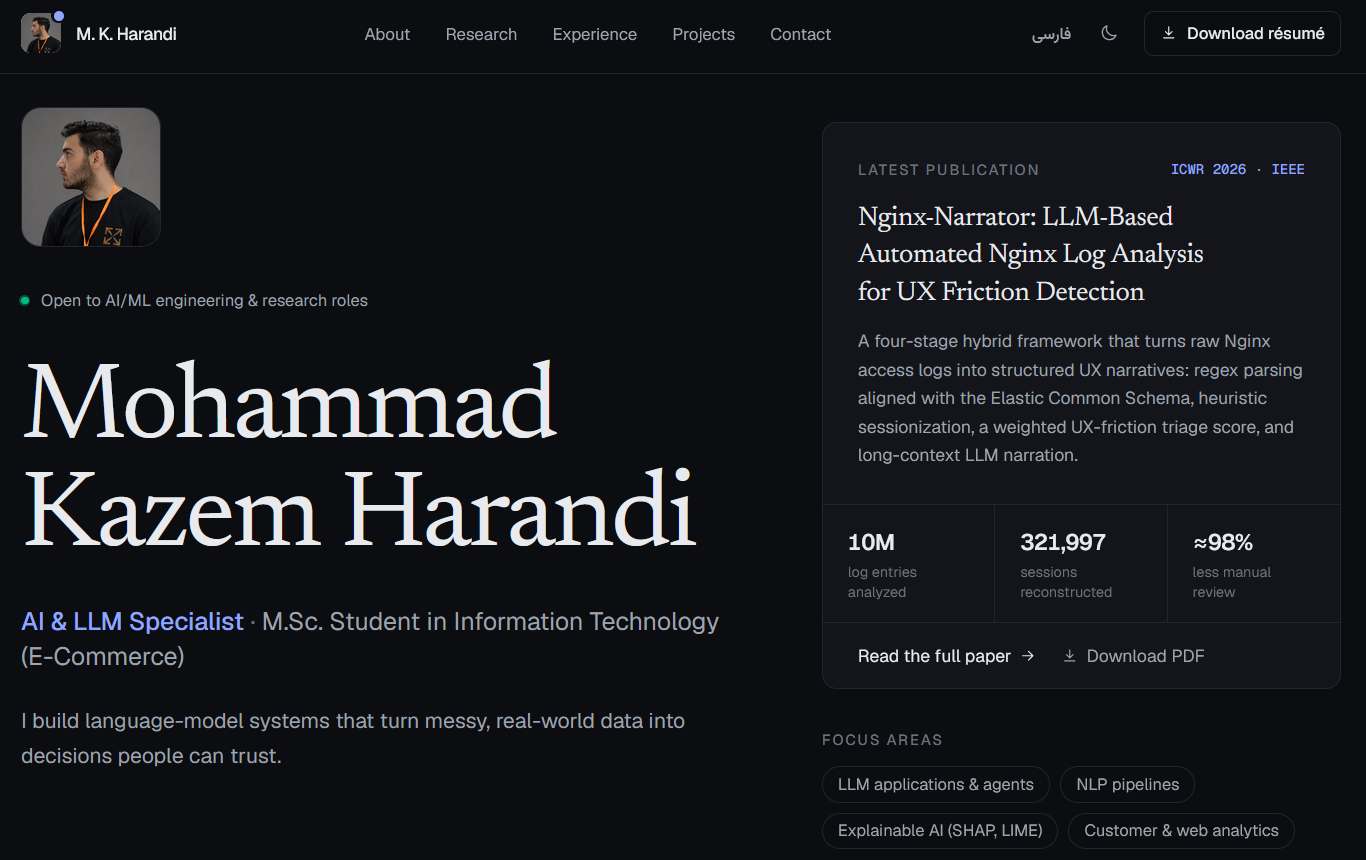 M. K. Harandi
About
Research
Experience
Projects
Contact
فارسی
Download résumé
Open to AI/ML engineering & research roles
Mohammad
Kazem Harandi
AI & LLM Specialist · M.Sc. Student in Information Technology
(E-Commerce)
I build language-model systems that turn messy, real-world data into
decisions people can trust.
LATEST PUBLICATION
ICWR 2026 · IEEE
Nginx-Narrator: LLM-Based
Automated Nginx Log Analysis
for UX Friction Detection
A four-stage hybrid framework that turns raw Nginx
access logs into structured UX narratives: regex parsing
aligned with the Elastic Common Schema, heuristic
sessionization, a weighted UX-friction triage score, and
long-context LLM narration.
10M
log entries
analyzed
321,997
sessions
reconstructed
≈98%
less manual
review
Read the full paper →
Download PDF
FOCUS AREAS
LLM applications & agents
NLP pipelines
Explainable AI (SHAP, LIME)
Customer & web analytics